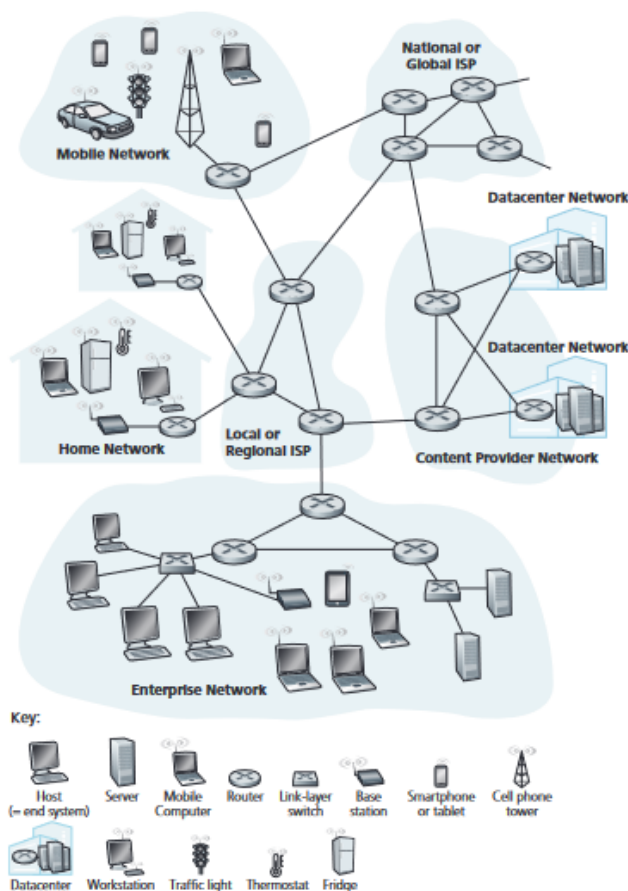 National or
Global ISP
Mobile Network
Datacenter Network
Datacenter Network
Home Network
Local or
Regional ISP
Content Provider Network
Enterprise Network
Key:
Host
(= end system)
Server
Mobile
Computer
Router
Link-layer
switch
Base
station
Smartphone
or tablet
Cell phone
tower
Datacenter
Workstation
Traffic light
Thermostat
Fridge